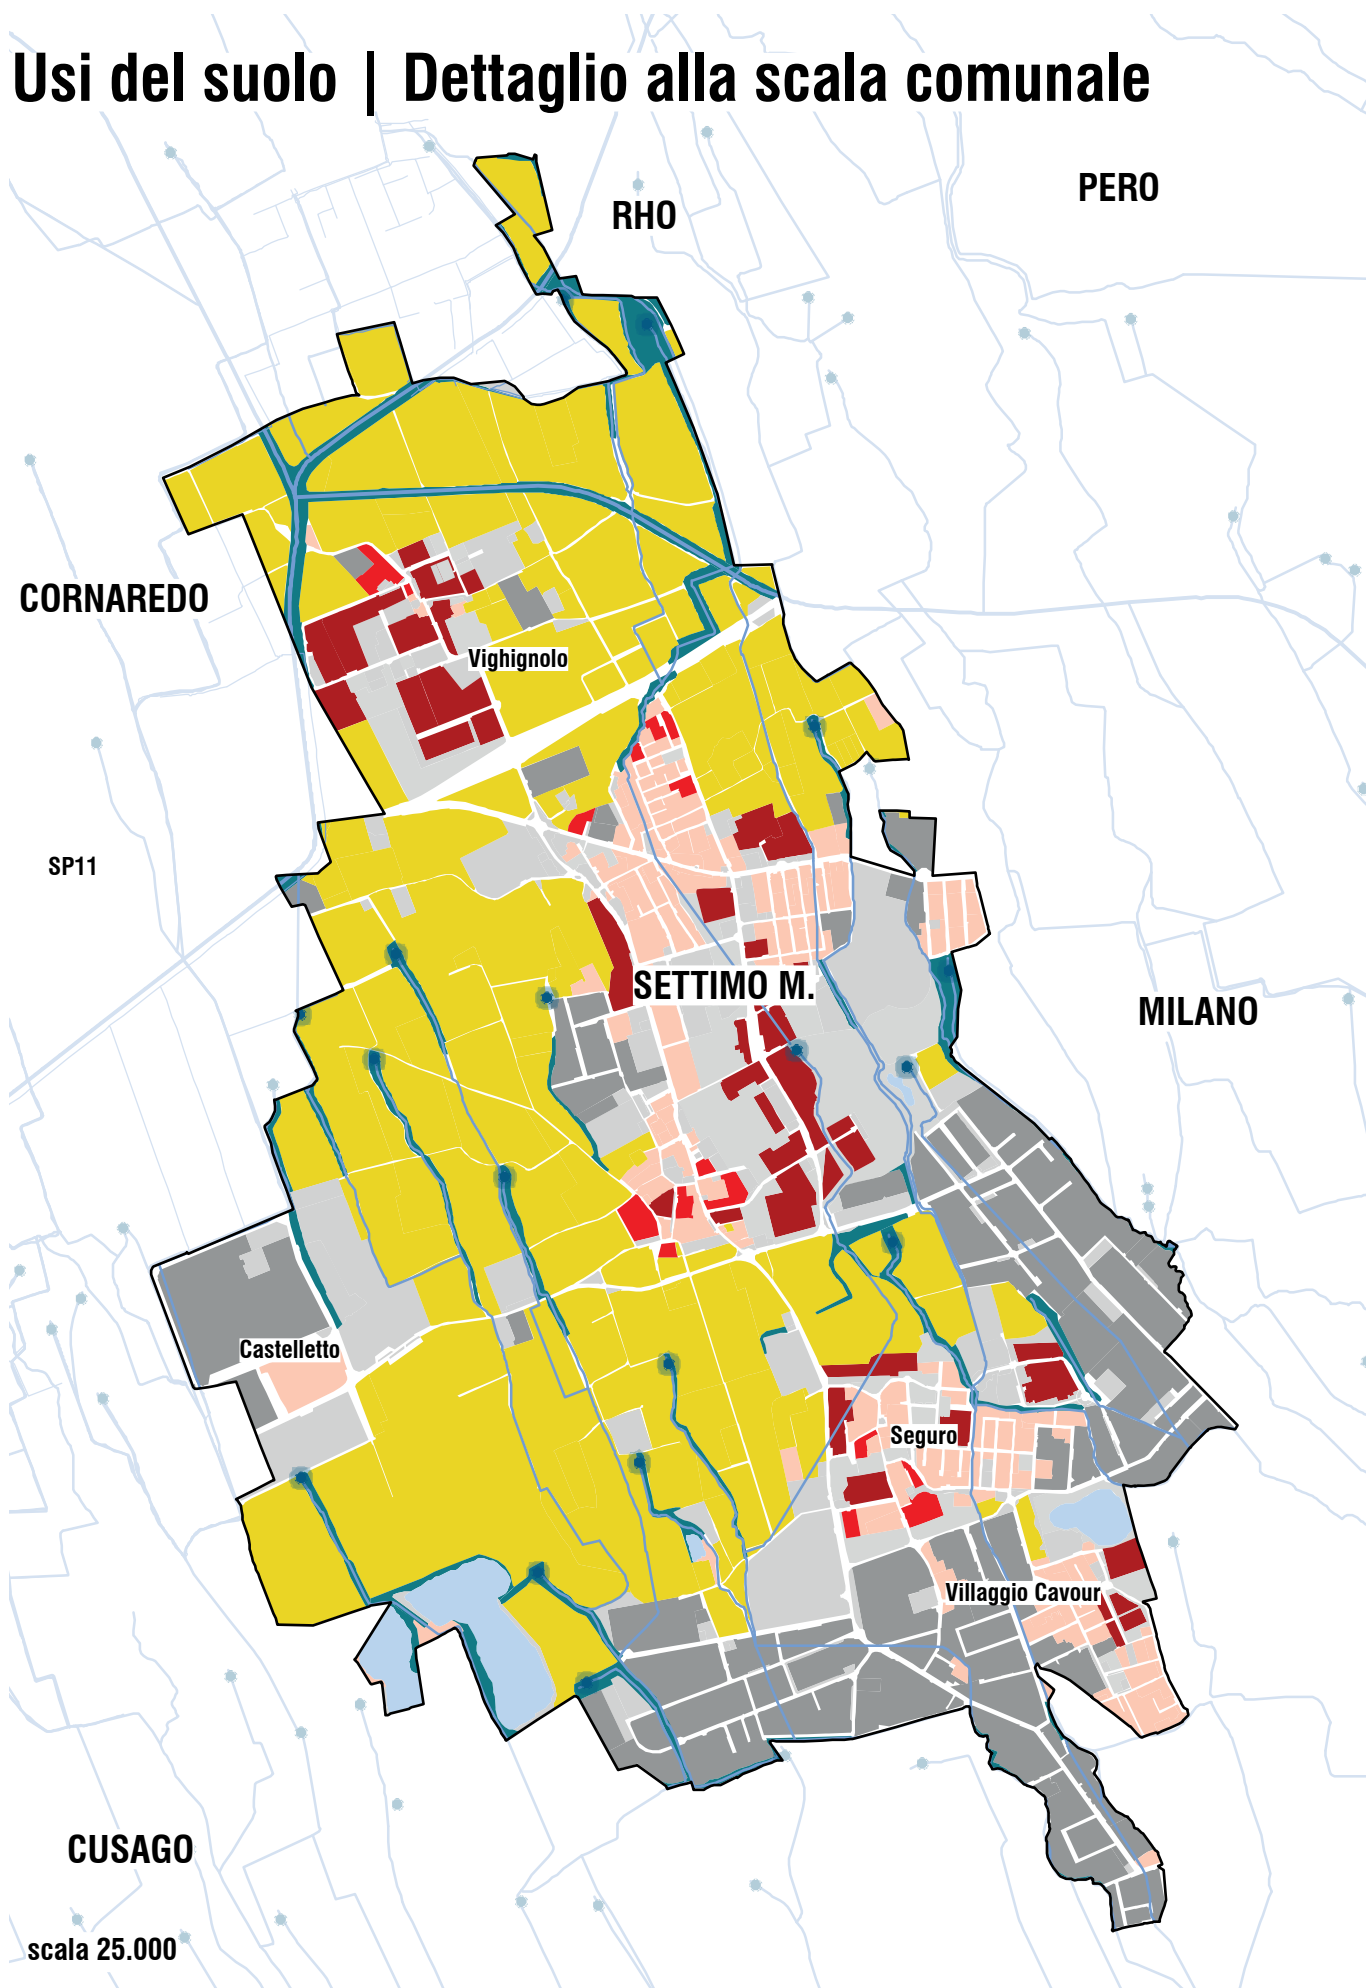 Usi del suolo | Dettaglio alla scala comunale
PERO
RHO
CORNAREDO
Vighignolo
SP11
SETTIMO M.
MILANO
Castelletto
Seguro
Villaggio Cavour
CUSAGO
scala 25.000